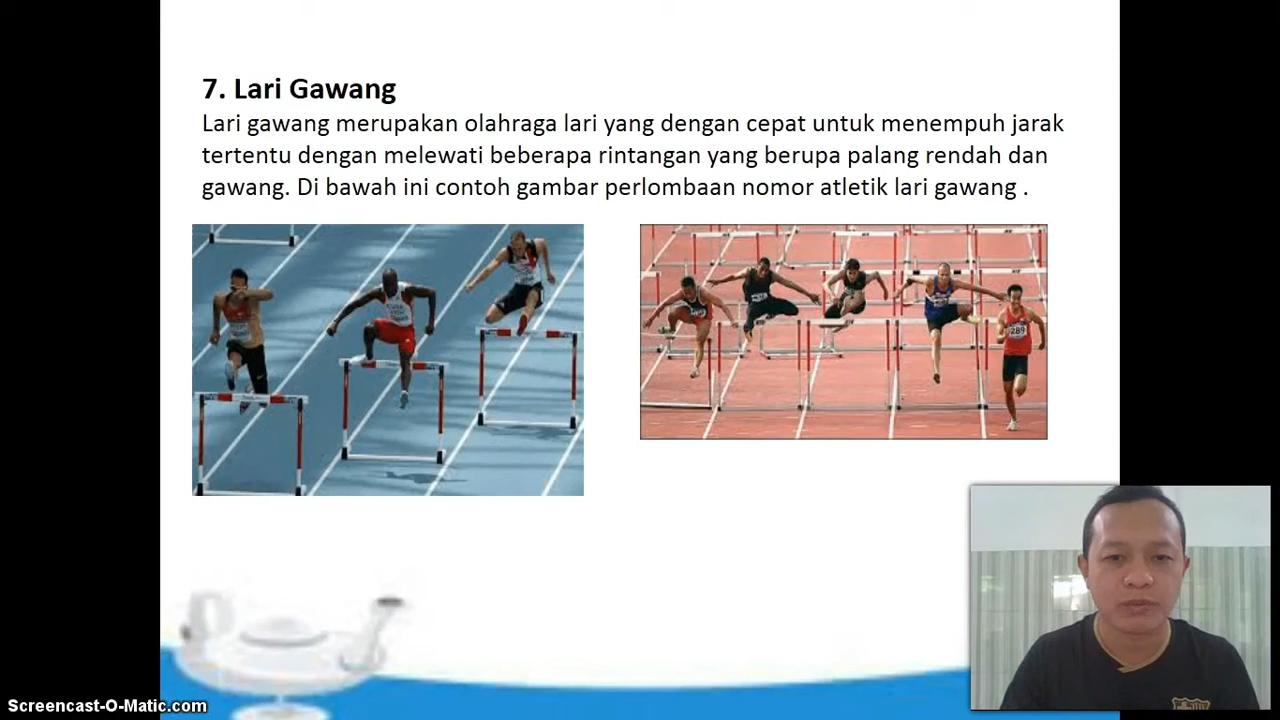 7. Lari Gawang
Lari gawang merupakan olahraga lari yang dengan cepat untuk menempuh jarak
tertentu dengan melewati beberapa rintangan yang berupa palang rendah dan
gawang. Di bawah ini contoh gambar perlombaan nomor atletik lari gawang .
289
Screencast-O-Matic.com